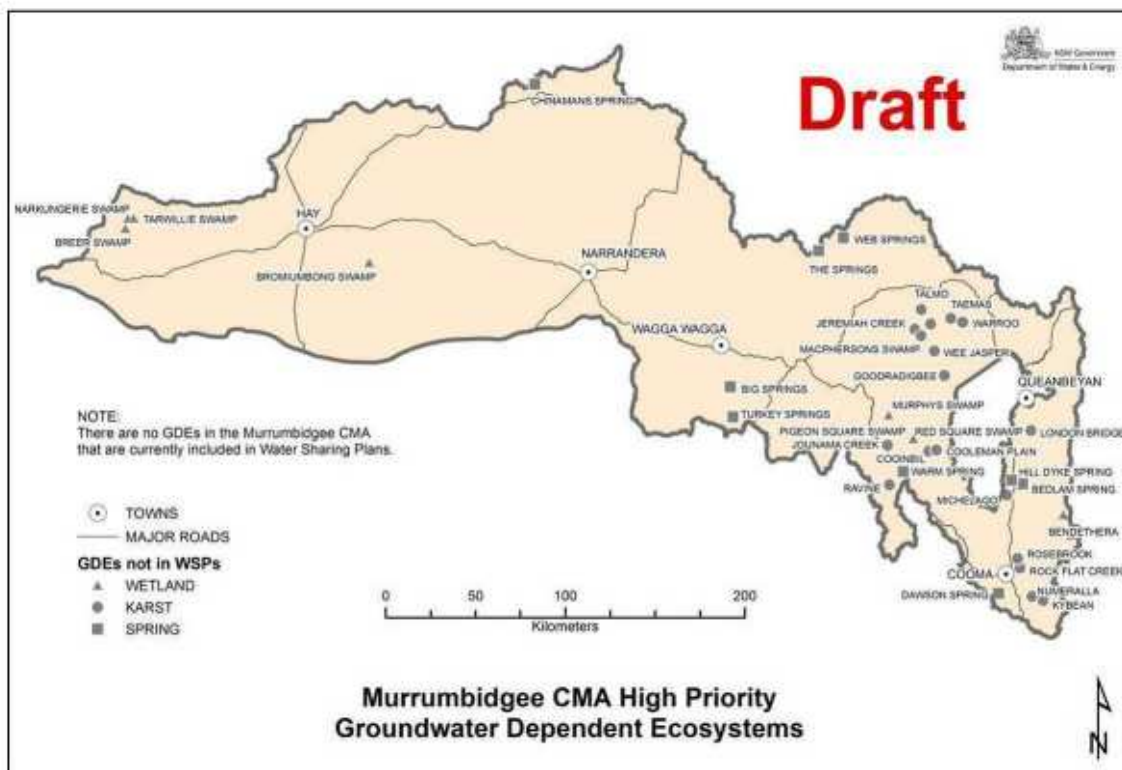 NSW Government
Department of Water & Energy
Draft
CHINAMANS SPRINGS
NARKUNGERIE SWAMP
TARWILLIE SWAMP
HAY
BREER SWAMP
WEB SPRINGS
NARRANDERA
THE SPRINGS
BROMIUMBONG SWAMP
TALMO
TAEMAS
WAGGA WAGGA
JEREMIAH CREEK
WARROO
MACPHERSONS SWAMP
WEE JASPER
GOODRADIGBEE
QUEANBEYAN
BIG SPRINGS
MURPHYS SWAMP
TURKEY SPRINGS
PIGEON SQUARE SWAMP
RED SQUARE SWAMP
LONDON BRIDGE
JOUNAMA CREEK
COOLEMAN PLAIN
COOINBIL
WARM SPRING
HILL DYKE SPRING
RAVINE
BEDLAM SPRING
MICHELAGO
BENDETHERA
ROSEBROOK
COOMA
ROCK FLAT CREEK
DAWSON SPRING
NUMERALLA
KYBEAN
NOTE:
There are no GDEs in the Murrumbidgee CMA
that are currently included in Water Sharing Plans.
TOWNS
MAJOR ROADS
GDEs not in WSPs
WETLAND
KARST
SPRING
0 50 100 200
Kilometers
Murrumbidgee CMA High Priority
Groundwater Dependent Ecosystems
N